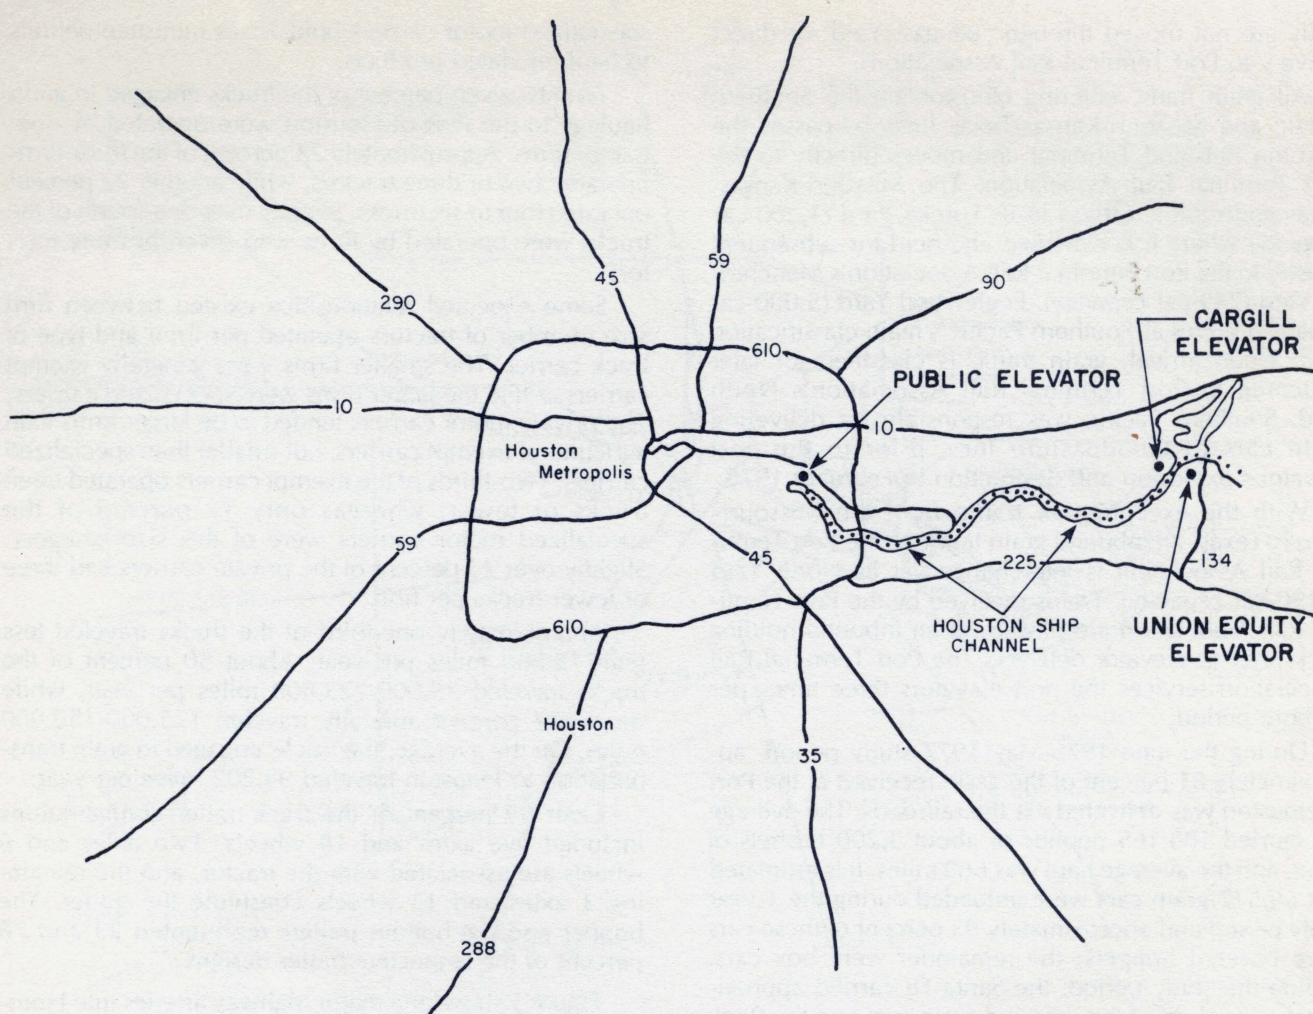 45
59
90
290
CARGILL
ELEVATOR
610
PUBLIC ELEVATOR
10
10
Houston
Metropolis
59
45
225
134
610
HOUSTON SHIP
CHANNEL
UNION EQUITY
ELEVATOR
Houston
35
288